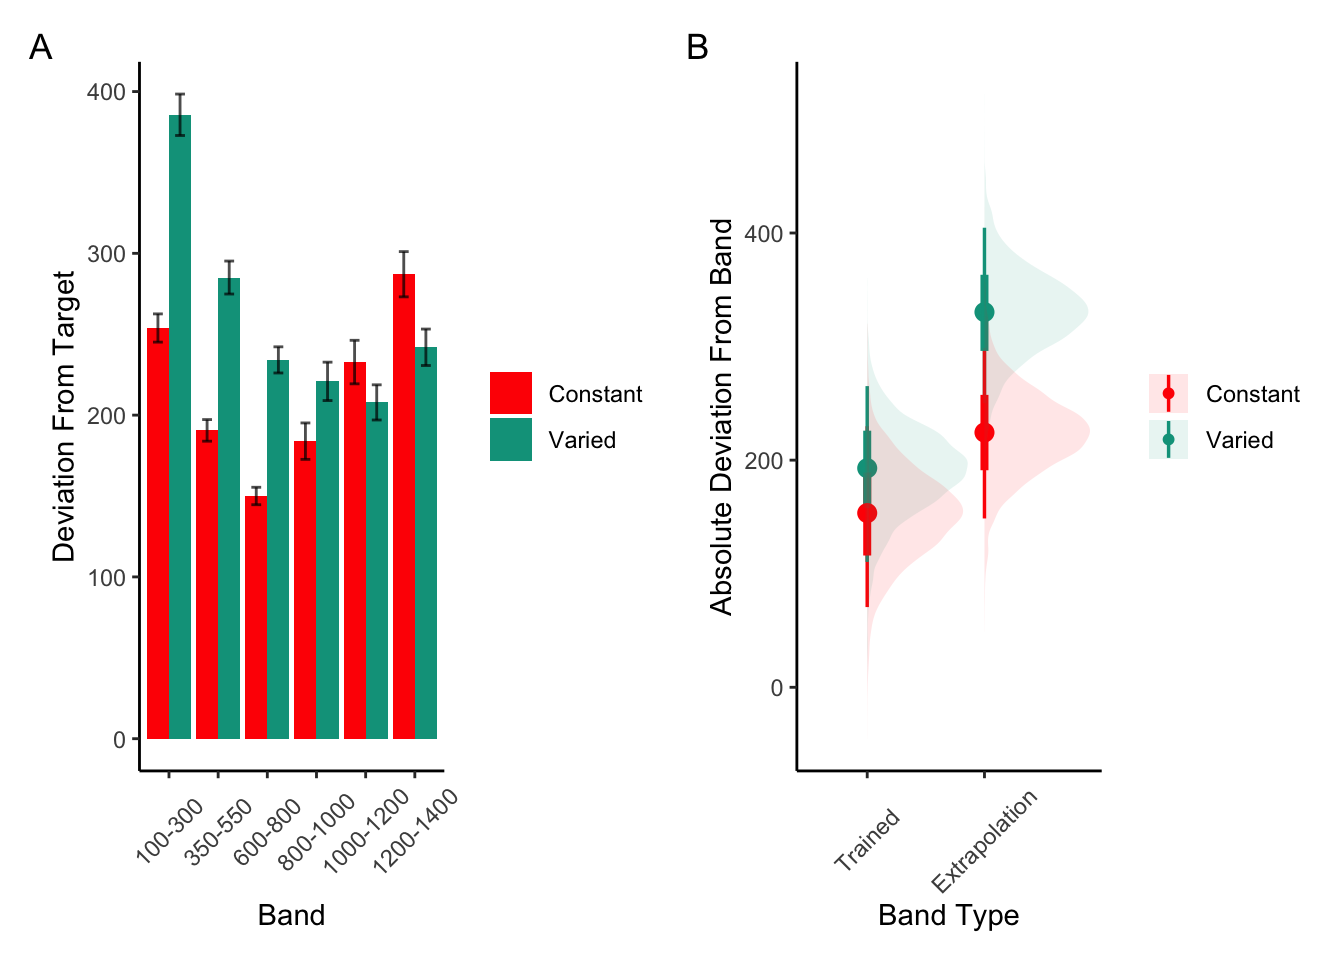 A
Deviation From Target
400
300
200
100
0
100-300
350-550
600-800
800-1000
1000-1200
1200-1400
Band
Constant
Varied
B
Absolute Deviation From Band
400
200
0
Trained
Extrapolation
Band Type
Constant
Varied